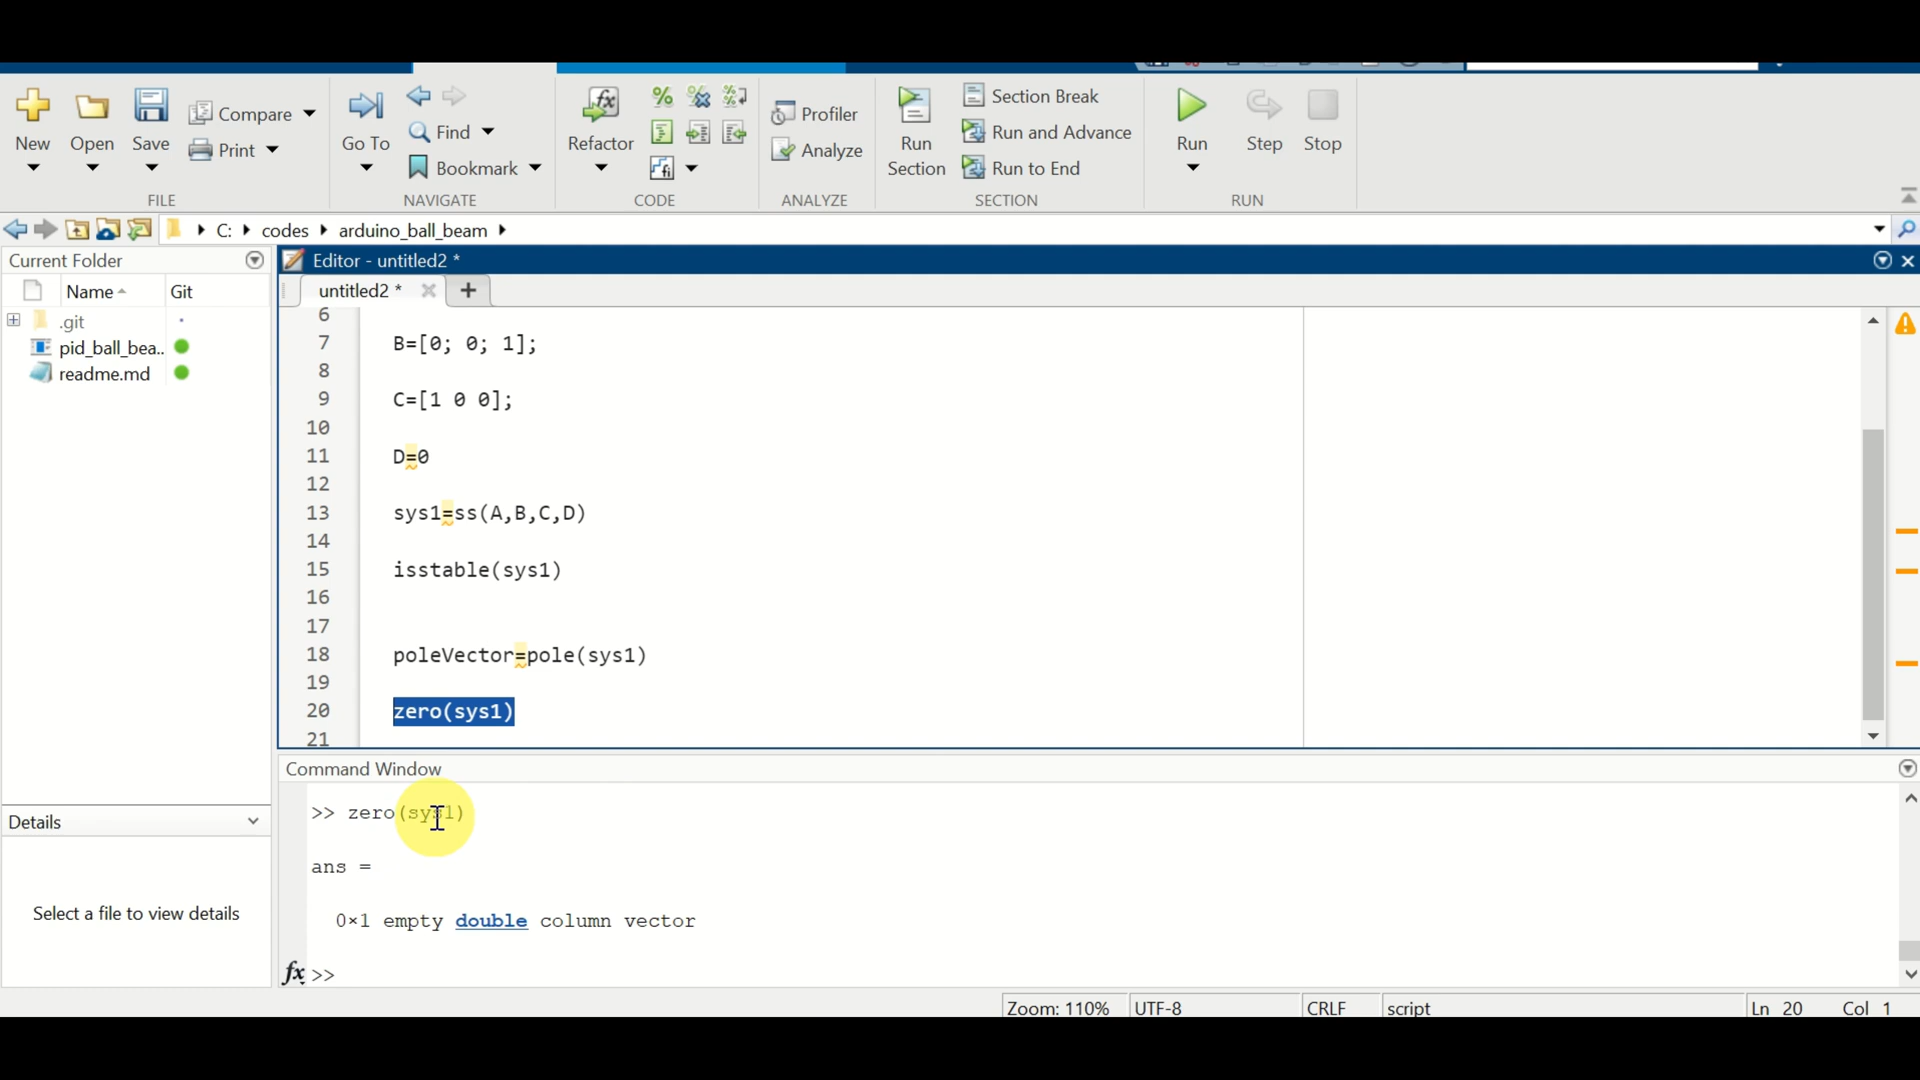 New
Open
Save
Compare
Print
FILE
Go To
Find
Bookmark
NAVIGATE
Refactor
fx
% % %
fi
CODE
Profiler
Analyze
ANALYZE
Run
Section
Section Break
Run and Advance
Run to End
SECTION
Run
Step
Stop
RUN
C: codes arduino_ball_beam
Current Folder
Name
Git
.git
pid_ball_bea..
readme.md
Details
Select a file to view details
Editor - untitled2 *
untitled2 *
6
7 B=[0; 0; 1];
8
9 C=[1 0 0];
10
11 D=0
12
13 sys1=ss(A,B,C,D)
14
15 isstable(sys1)
16
17
18 poleVector=pole(sys1)
19
20 zero(sys1)
21
Command Window
>> zero(sys1)
ans =
0×1 empty double column vector
fx >>
Zoom: 110%
UTF-8
CRLF
script
Ln 20
Col 1